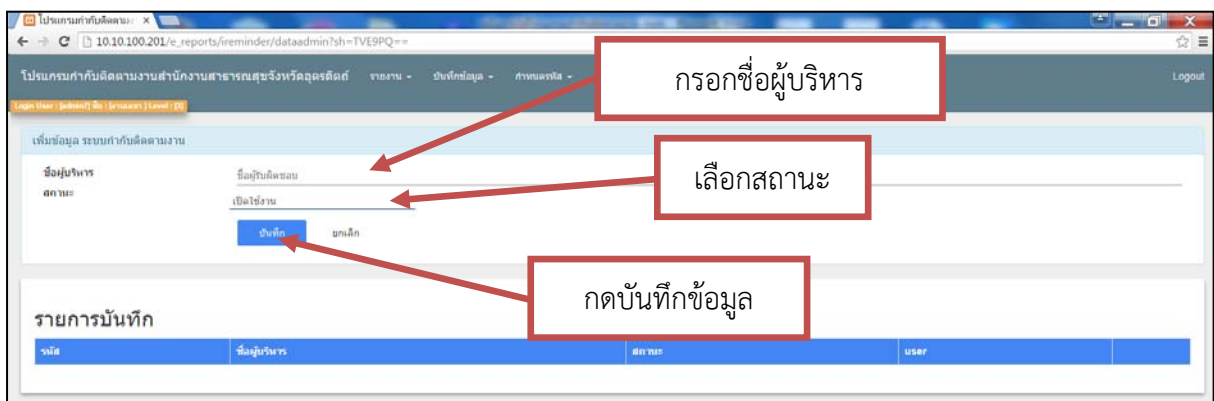 โปรแกรมกำกับติดตามง
10.10.100.201/e_reports/ireminder/dataadmin?sh=TVE9PQ==
โปรแกรมกำกับติดตามงานสำนักงานสาธารณสุขจังหวัดอุตรดิตถ์ รายงาน บันทึกข้อมูล กำหนดรหัส Logout
กรอกชื่อผู้บริหาร
เพิ่มข้อมูล ระบบกำกับติดตามงาน
ชื่อผู้บริหาร ชื่อผู้รับผิดชอบ
เลือกสถานะ
สถานะ เปิดใช้งาน
บันทึก ยกเลิก
กดบันทึกข้อมูล
รายการบันทึก
รหัส ชื่อผู้บริหาร สถานะ user